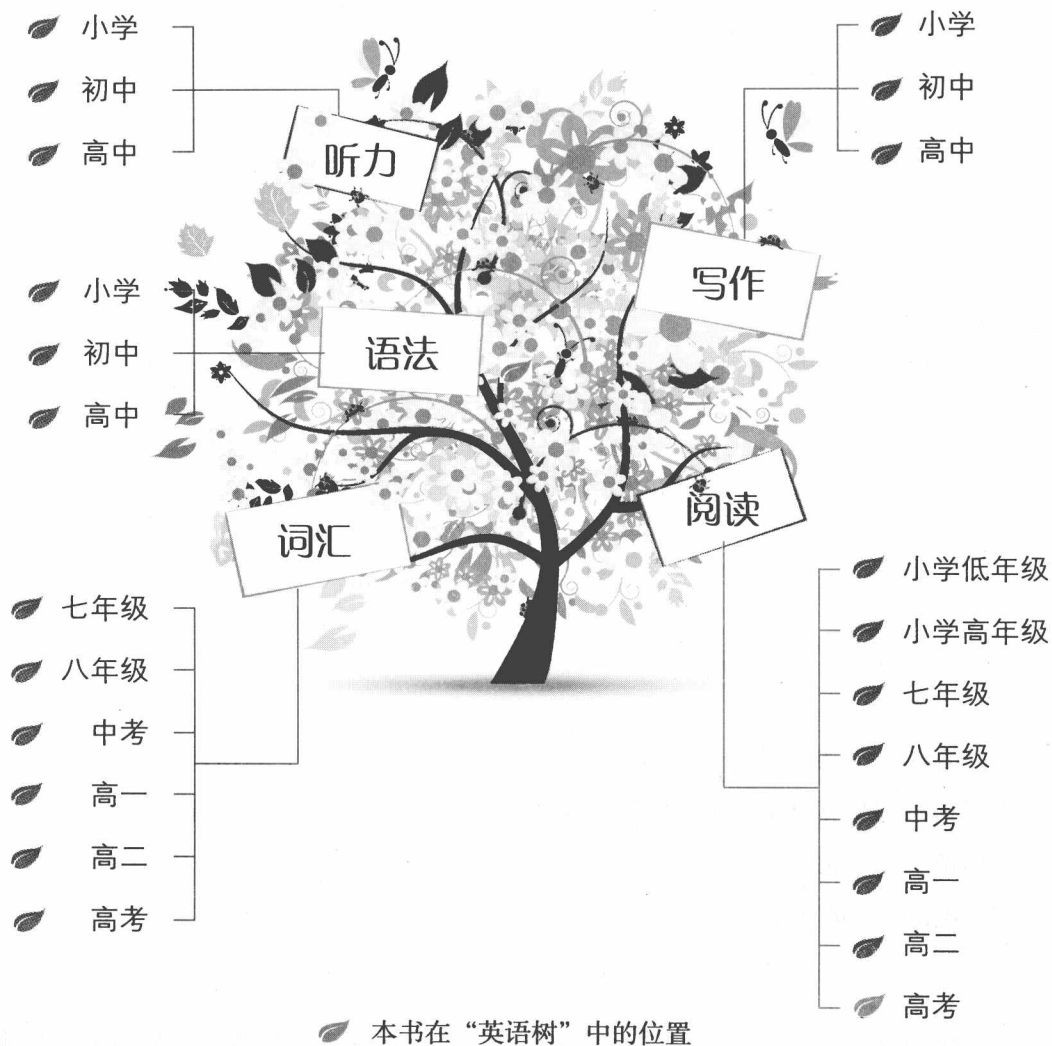 小学
初中
高中
听力
小学
初中
高中
写作
小学
初中
高中
语法
词汇
七年级
八年级
中考
高一
高二
高考
阅读
小学低年级
小学高年级
七年级
八年级
中考
高一
高二
高考
本书在“英语树”中的位置